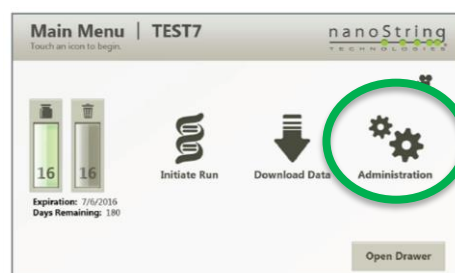 Main Menu | TEST7
Touch an icon to begin.
nanoString
TECHNOLOGIES
16 16
Initiate Run Download Data Administration
Expiration: 7/6/2016
Days Remaining: 180
Open Drawer